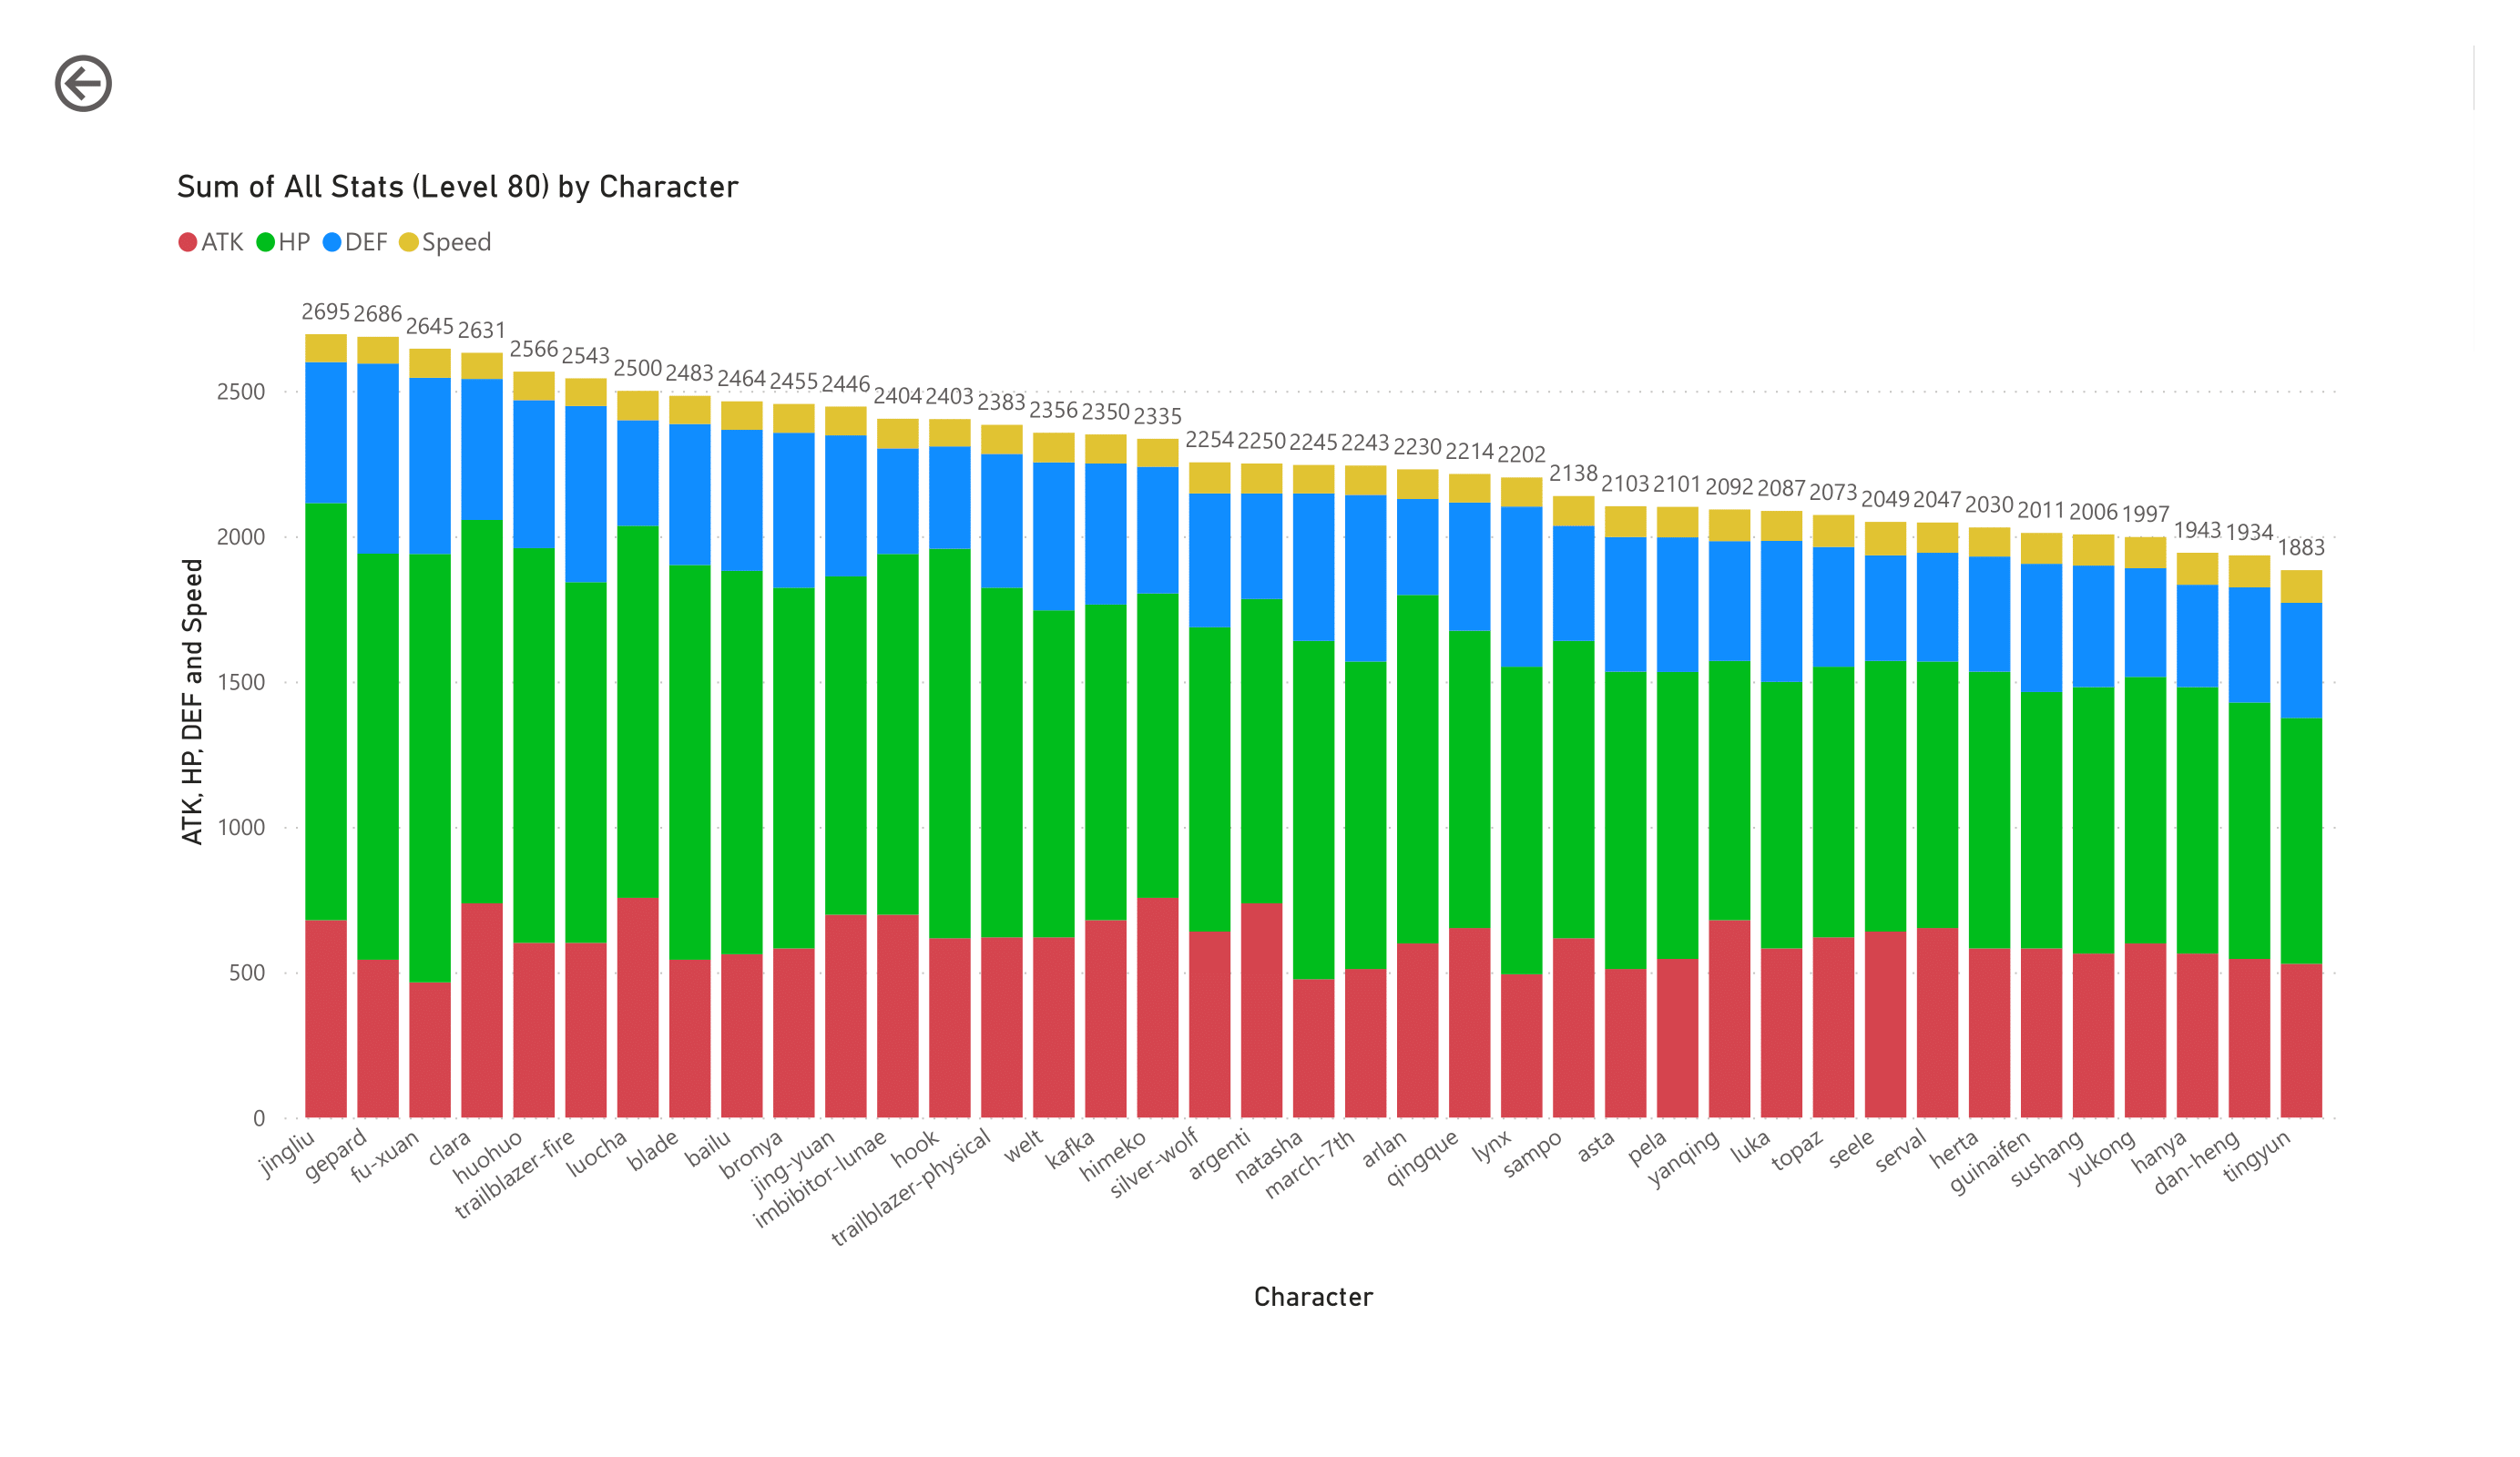 Sum of All Stats (Level 80) by Character
ATK HP DEF Speed
2695 2686 2645 2631 2566 2543 2500 2483 2464 2455 2446 2404 2403 2383 2356 2350 2335 2254 2250 2245 2243 2230 2214 2202 2138 2103 2101 2092 2087 2073 2049 2047 2030 2011 2006 1997 1943 1934 1883
2500
2000
1500
1000
500
0
ATK, HP, DEF and Speed
jingliu gepard fu-xuan clara huohuo trailblazer-fire luocha blade bailu bronya jing-yuan imbibitor-lunae hook trailblazer-physical welt kafka himeko silver-wolf argenti natasha march-7th arlan qingque lynx sampo asta pela yanqing luka topaz seele serval herta guinaifen sushang yukong hanya dan-heng tingyun
Character